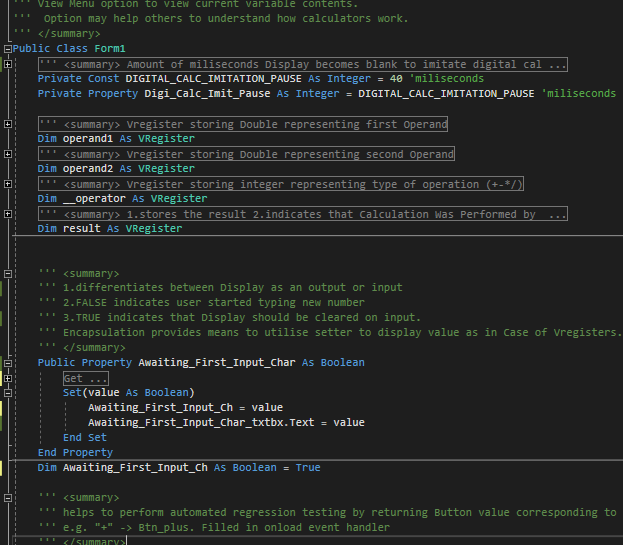 ''' View Menu option to view current variable contents.
'''  Option may help others to understand how calculators work.
''' </summary>
Public Class Form1
''' <summary> Amount of miliseconds Display becomes blank to imitate digital cal ...
Private Const DIGITAL_CALC_IMITATION_PAUSE As Integer = 40 'miliseconds
Private Property Digi_Calc_Imit_Pause As Integer = DIGITAL_CALC_IMITATION_PAUSE 'miliseconds
''' <summary> Vregister storing Double representing first Operand
Dim operand1 As VRegister
''' <summary> Vregister storing Double representing second Operand
Dim operand2 As VRegister
''' <summary> Vregister storing integer representing type of operation (+-*/)
Dim __operator As VRegister
''' <summary> 1.stores the result 2.indicates that Calculation Was Performed by  ...
Dim result As VRegister
''' <summary>
''' 1.differentiates between Display as an output or input
''' 2.FALSE indicates user started typing new number
''' 3.TRUE indicates that Display should be cleared on input.
''' Encapsulation provides means to utilise setter to display value as in Case of Vregisters.
''' </summary>
Public Property Awaiting_First_Input_Char As Boolean
Get ...
Set(value As Boolean)
Awaiting_First_Input_Ch = value
Awaiting_First_Input_Char_txtbx.Text = value
End Set
End Property
Dim Awaiting_First_Input_Ch As Boolean = True
''' <summary>
''' helps to perform automated regression testing by returning Button value corresponding to
''' e.g. "+" -> Btn_plus. Filled in onload event handler
''' </summary>